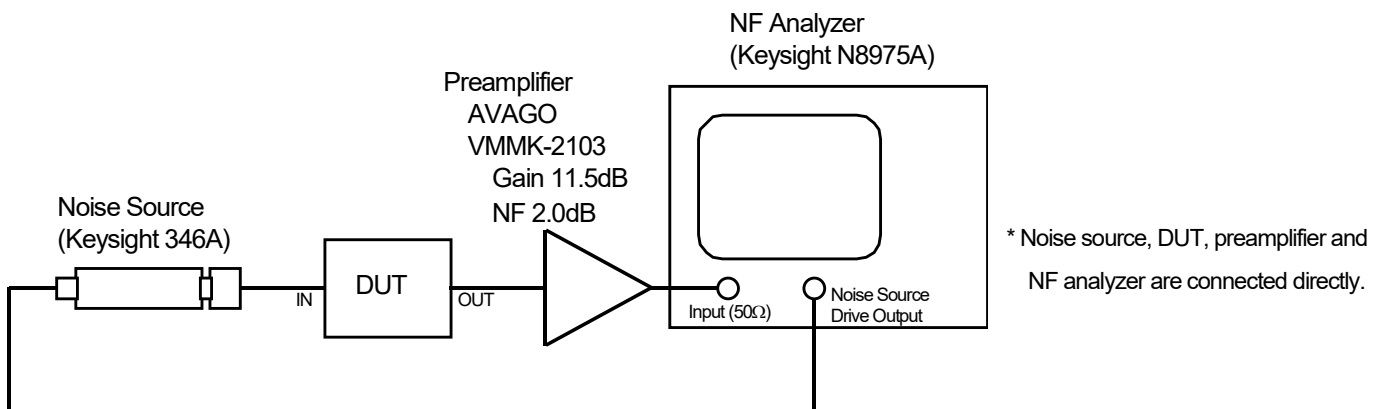 NF Analyzer
(Keysight N8975A)
Preamplifier
AVAGO
VMMK-2103
Gain 11.5dB
NF 2.0dB
Noise Source
(Keysight 346A)
DUT
IN
OUT
Input (50Ω)
Noise Source
Drive Output
* Noise source, DUT, preamplifier and
NF analyzer are connected directly.